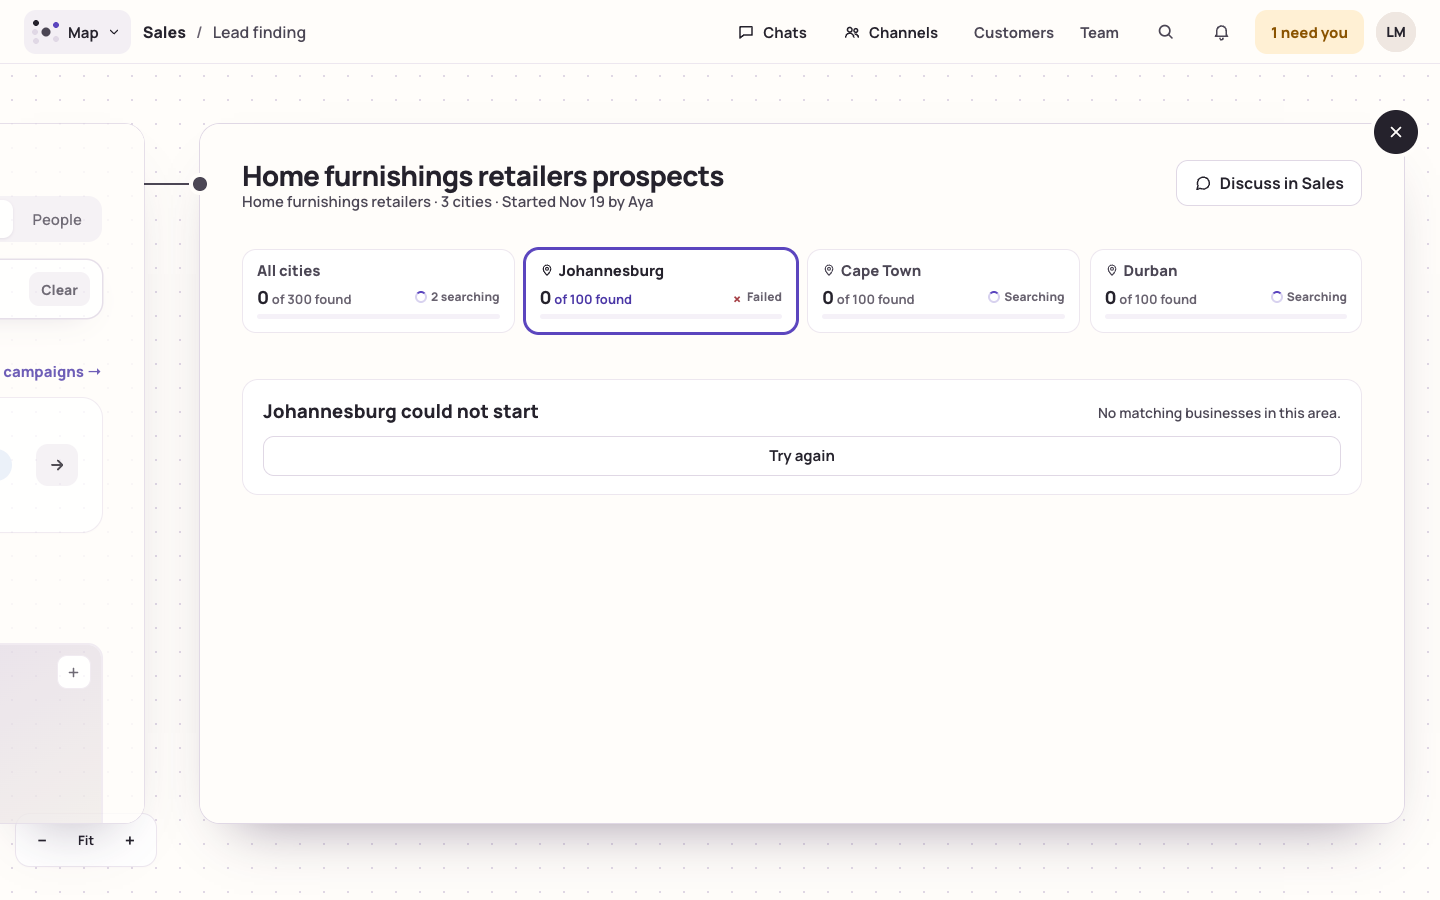 Map
Sales / Lead finding
Chats
Channels
Customers
Team
1 need you
LM
People
Clear
campaigns →
Home furnishings retailers prospects
Home furnishings retailers · 3 cities · Started Nov 19 by Aya
Discuss in Sales
All cities
0 of 300 found
2 searching
Johannesburg
0 of 100 found
Failed
Cape Town
0 of 100 found
Searching
Durban
0 of 100 found
Searching
Johannesburg could not start
No matching businesses in this area.
Try again
Fit